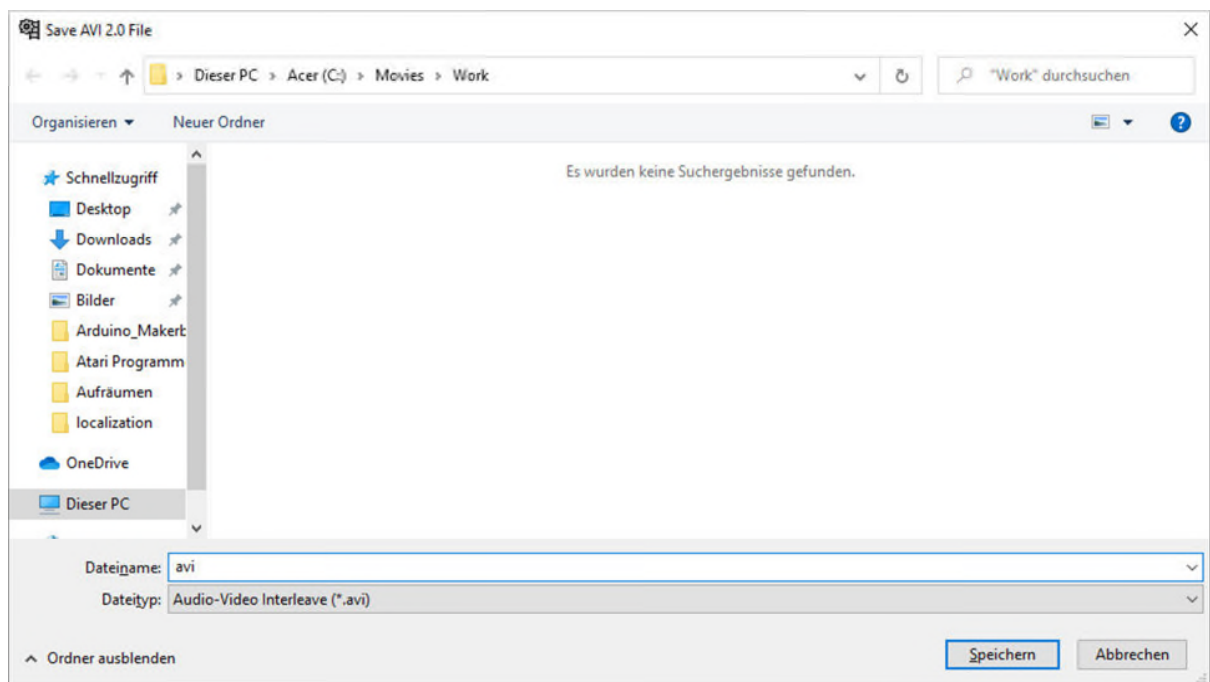 Save AVI 2.0 File
Dieser PC > Acer (C:) > Movies > Work
"Work" durchsuchen
Organisieren
Neuer Ordner
Es wurden keine Suchergebnisse gefunden.
Schnellzugriff
Desktop
Downloads
Dokumente
Bilder
Arduino_Makerb
Atari Programm
Aufräumen
localization
OneDrive
Dieser PC
Dateiname: avi
Dateityp: Audio-Video Interleave (*.avi)
Ordner ausblenden
Speichern
Abbrechen